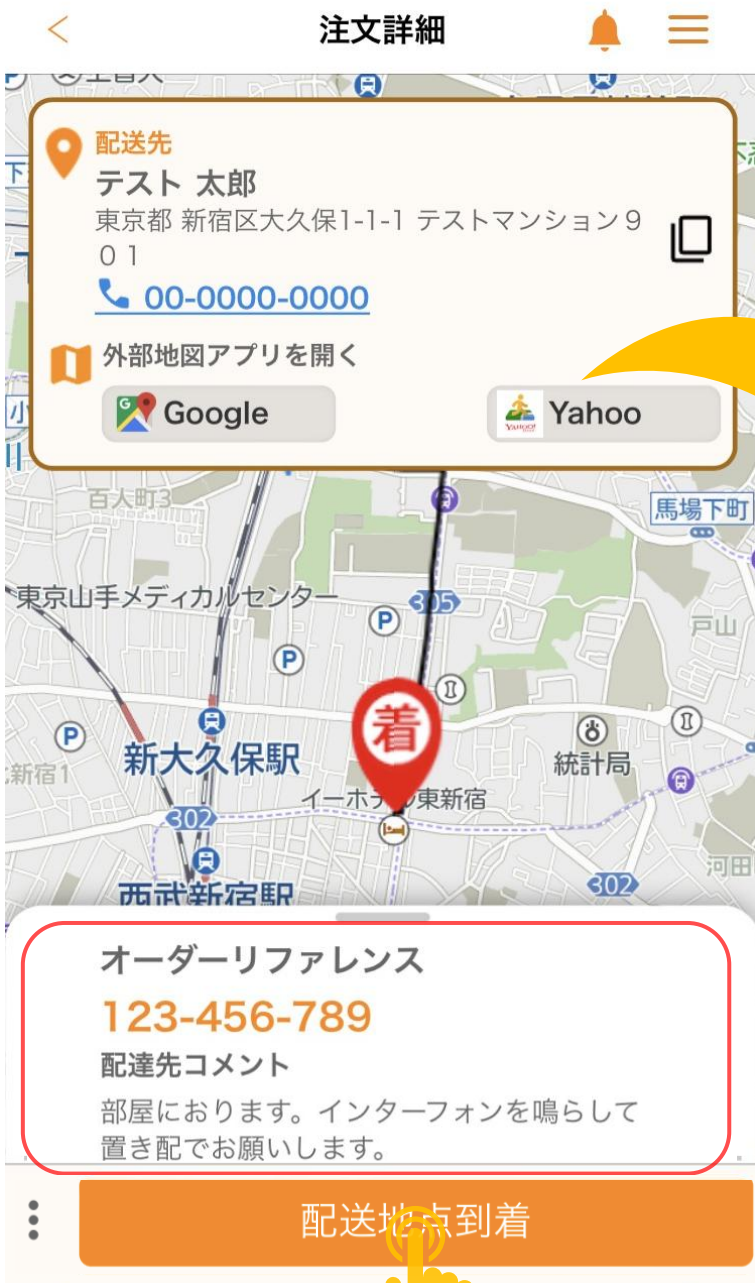 注文詳細
配送先
テスト 太郎
東京都 新宿区大久保1-1-1 テストマンション９
０１
00-0000-0000
外部地図アプリを開く
Google
Yahoo
百人町3
馬場下町
東京山手メディカルセンター
305
戸山
着
新大久保駅
統計局
新宿1
イーホテル東新宿
302
河田
302
西武新宿駅
オーダーリファレンス
123-456-789
配達先コメント
部屋におります。インターフォンを鳴らして
置き配でお願いします。
配送地点到着